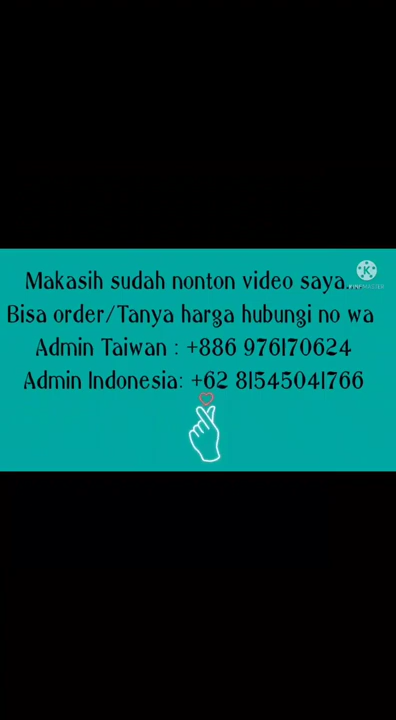 Makasih sudah nonton video saya....
Bisa order/Tanya harga hubungi no wa
Admin Taiwan : +886 976170624
Admin Indonesia: +62 81545041766
KINEMASTER